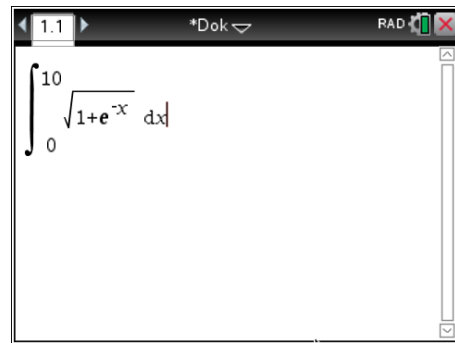 1.1 *Dok RAD
∫₀¹⁰ √(1+e^-x) dx